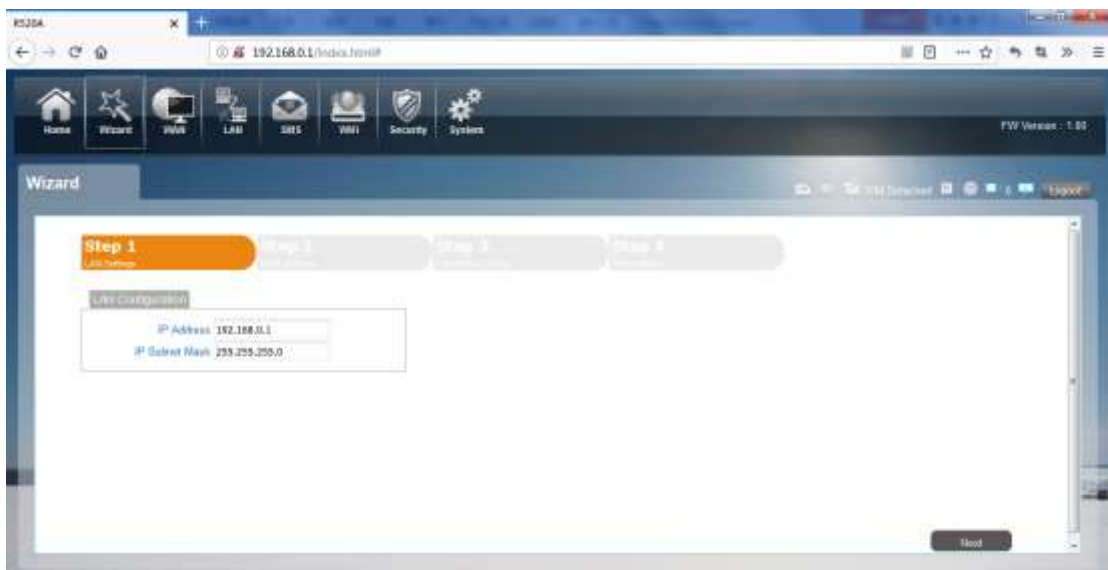 R520A
192.168.0.1/index.html#
Home
Wizard
WAN
LAN
SMS
WiFi
Security
System
FW Version : 1.00
Wizard
Logout
Step 1
LAN Settings
LAN Configuration
IP Address 192.168.0.1
IP Subnet Mask 255.255.255.0
Next